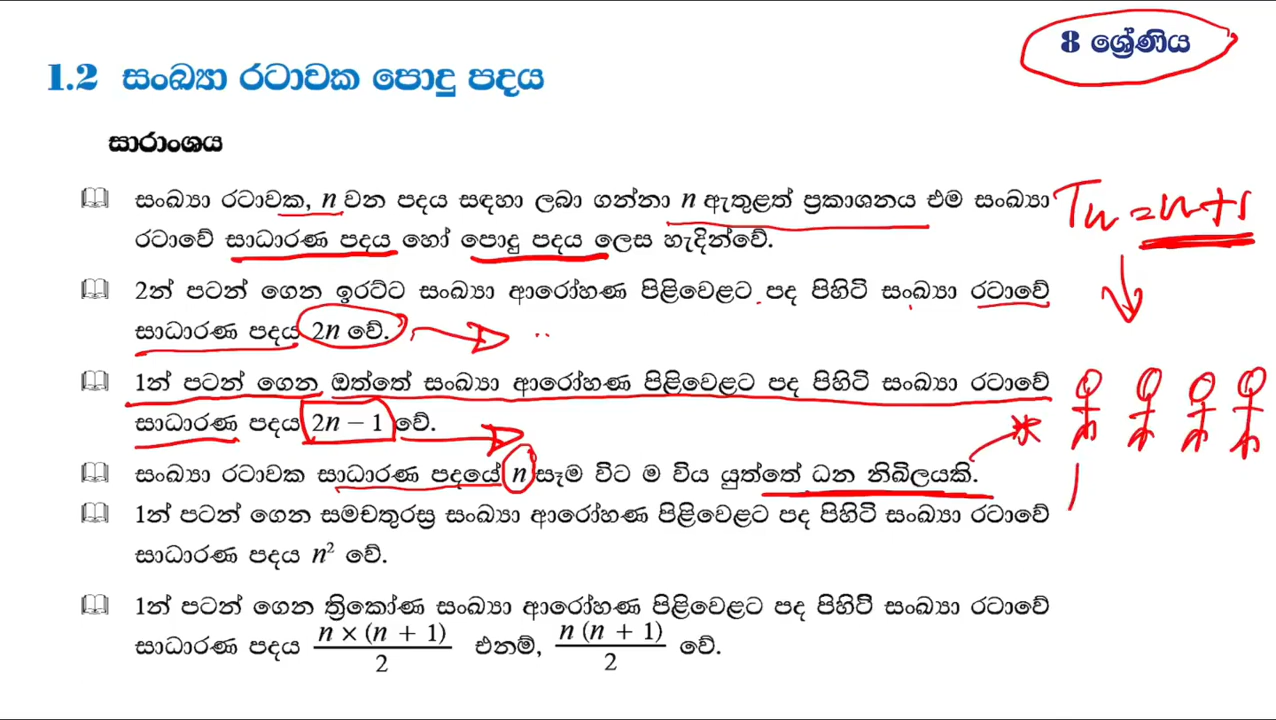 8 ශ්‍රේණිය
1.2 සංඛ්‍යා රටාවක පොදු පදය
සාරාංශය
සංඛ්‍යා රටාවක, n වන පදය සඳහා ලබා ගන්නා n ඇතුළත් ප්‍රකාශනය එම සංඛ්‍යා
රටාවේ සාධාරණ පදය හෝ පොදු පදය ලෙස හැඳින්වේ.
Tn = n+1
2න් පටන් ගෙන ඉරට්ට සංඛ්‍යා ආරෝහණ පිළිවෙළට පද පිහිටි සංඛ්‍යා රටාවේ
සාධාරණ පදය 2n වේ.
1න් පටන් ගෙන ඔත්තේ සංඛ්‍යා ආරෝහණ පිළිවෙළට පද පිහිටි සංඛ්‍යා රටාවේ
සාධාරණ පදය 2n − 1 වේ.
සංඛ්‍යා රටාවක සාධාරණ පදයේ n සෑම විට ම විය යුත්තේ ධන නිඛිලයකි.
1න් පටන් ගෙන සමචතුරස්‍ර සංඛ්‍යා ආරෝහණ පිළිවෙළට පද පිහිටි සංඛ්‍යා රටාවේ
සාධාරණ පදය n² වේ.
1න් පටන් ගෙන ත්‍රිකෝණ සංඛ්‍යා ආරෝහණ පිළිවෙළට පද පිහිටි සංඛ්‍යා රටාවේ
සාධාරණ පදය n × (n + 1)/2 එනම්, n (n + 1)/2 වේ.